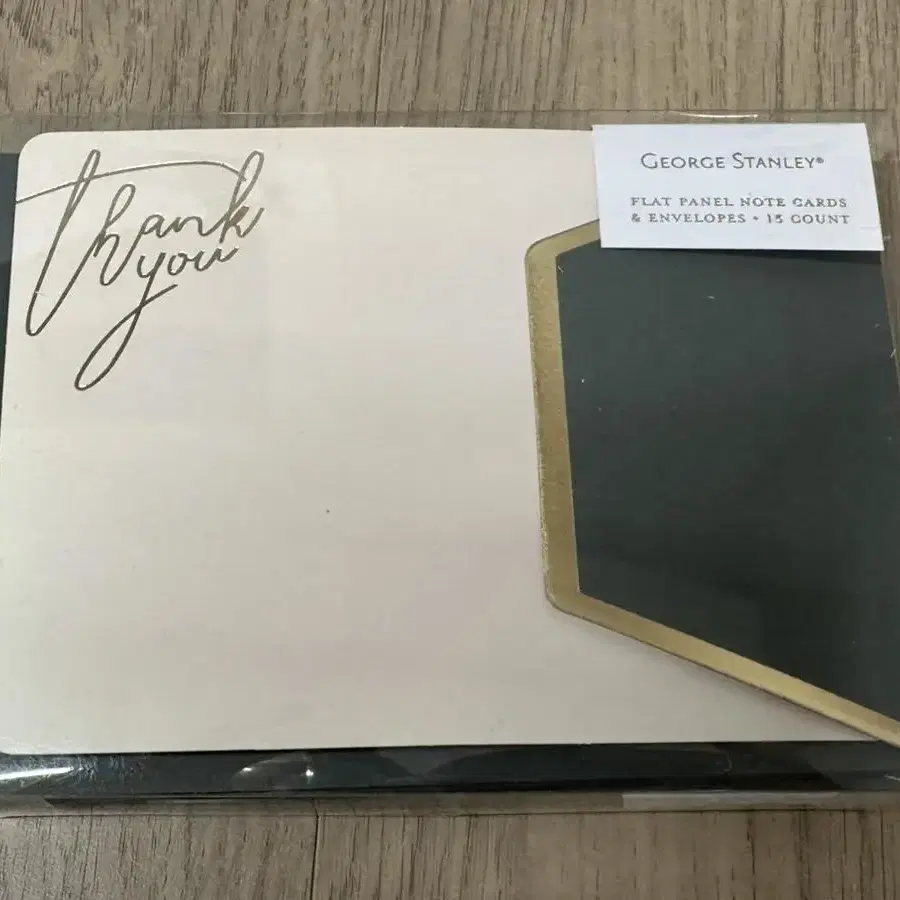 Thank
you
GEORGE STANLEY®
FLAT PANEL NOTE CARDS
& ENVELOPES • 15 COUNT